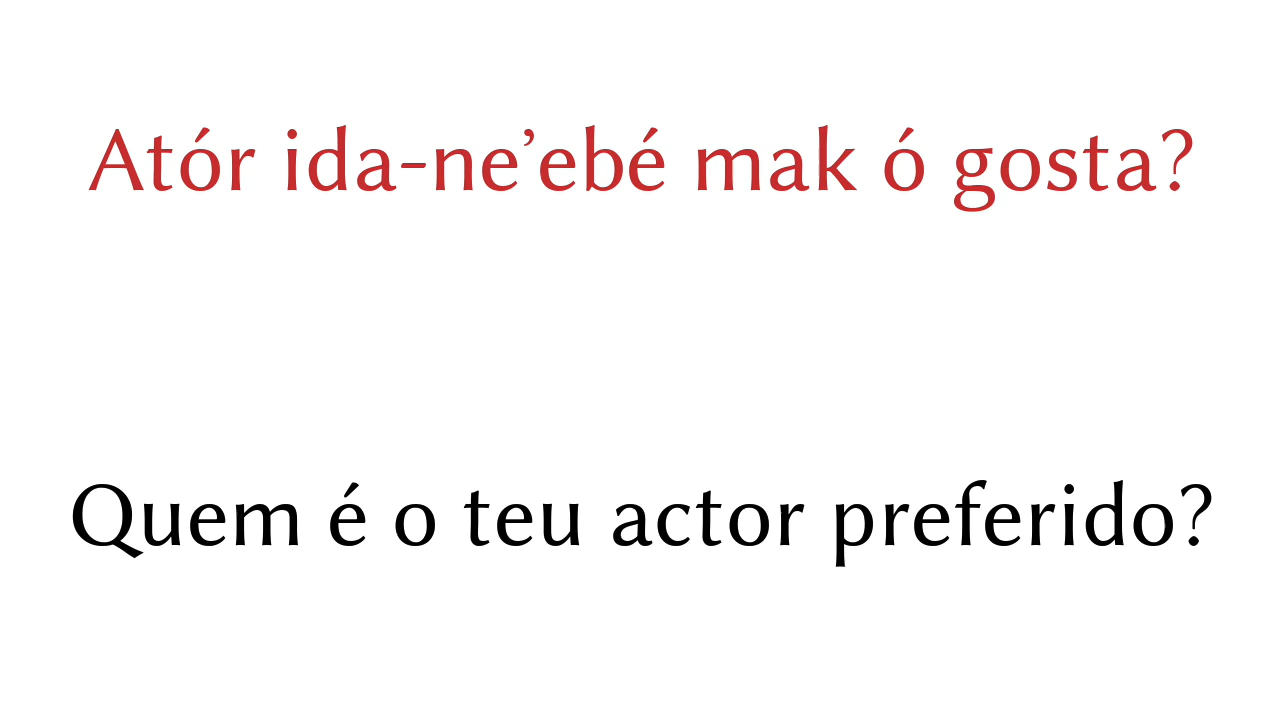 Atór ida-ne’ebé mak ó gosta?
Quem é o teu actor preferido?